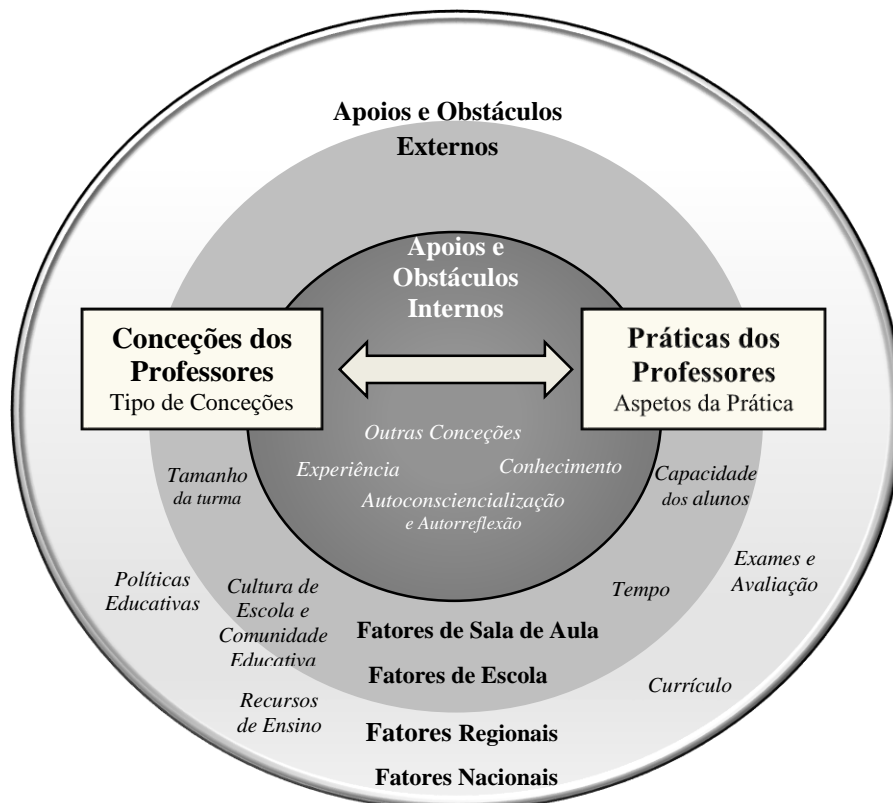 Apoios e Obstáculos
Externos
Apoios e
Obstáculos
Internos
Conceções dos
Professores
Tipo de Conceções
Práticas dos
Professores
Aspetos da Prática
Outras Conceções
Experiência
Conhecimento
Autoconsciencialização
e Autorreflexão
Tamanho
da turma
Capacidade
dos alunos
Políticas
Educativas
Cultura de
Escola e
Comunidade
Educativa
Tempo
Exames e
Avaliação
Fatores de Sala de Aula
Fatores de Escola
Recursos
de Ensino
Currículo
Fatores Regionais
Fatores Nacionais